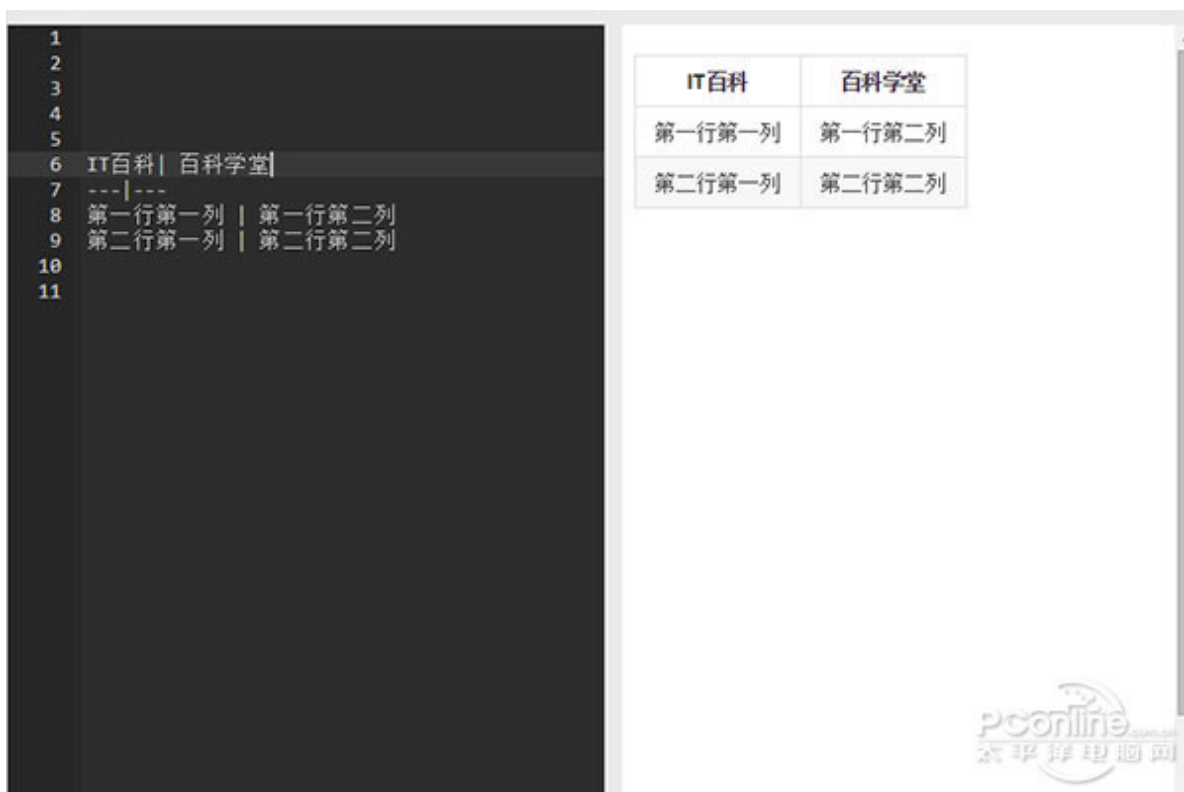 1
2
3
4
5
6 IT百科| 百科学堂
7 ---|---
8 第一行第一列 | 第一行第二列
9 第二行第一列 | 第二行第二列
10
11
IT百科 百科学堂
第一行第一列 第一行第二列
第二行第一列 第二行第二列
PConline.com.cn
太平洋电脑网